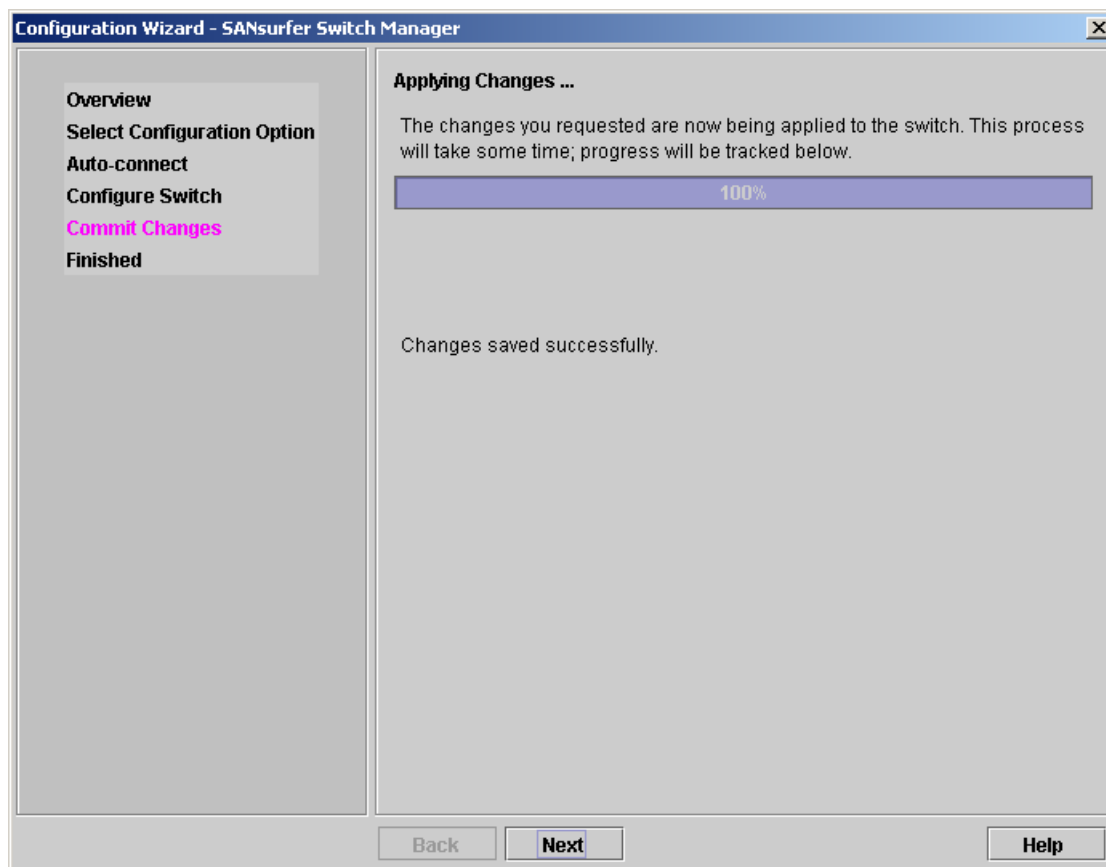 Configuration Wizard - SANsurfer Switch Manager
Overview
Select Configuration Option
Auto-connect
Configure Switch
Commit Changes
Finished
Applying Changes ...
The changes you requested are now being applied to the switch. This process
will take some time; progress will be tracked below.
100%
Changes saved successfully.
Back
Next
Help